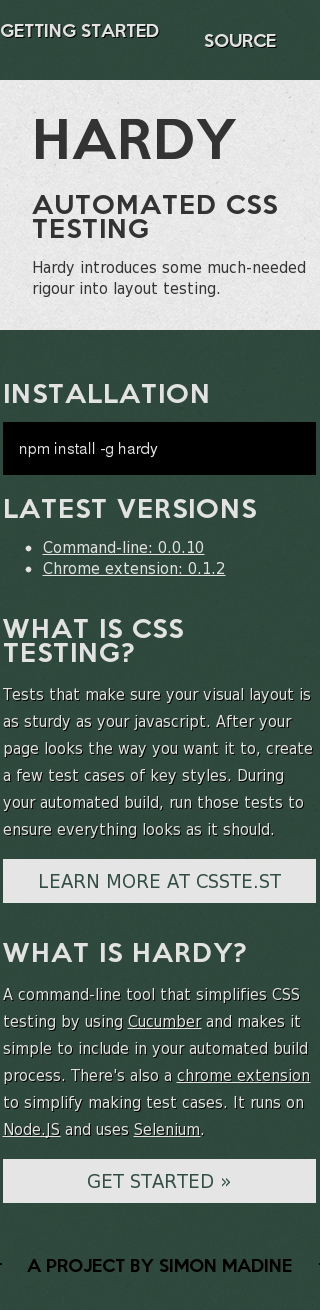 GETTING STARTED
SOURCE
HARDY
AUTOMATED CSS
TESTING
Hardy introduces some much-needed
rigour into layout testing.
INSTALLATION
npm install -g hardy
LATEST VERSIONS
• Command-line: 0.0.10
• Chrome extension: 0.1.2
WHAT IS CSS
TESTING?
Tests that make sure your visual layout is
as sturdy as your javascript. After your
page looks the way you want it to, create
a few test cases of key styles. During
your automated build, run those tests to
ensure everything looks as it should.
LEARN MORE AT CSSTE.ST
WHAT IS HARDY?
A command-line tool that simplifies CSS
testing by using Cucumber and makes it
simple to include in your automated build
process. There's also a chrome extension
to simplify making test cases. It runs on
Node.JS and uses Selenium.
GET STARTED »
A PROJECT BY SIMON MADINE